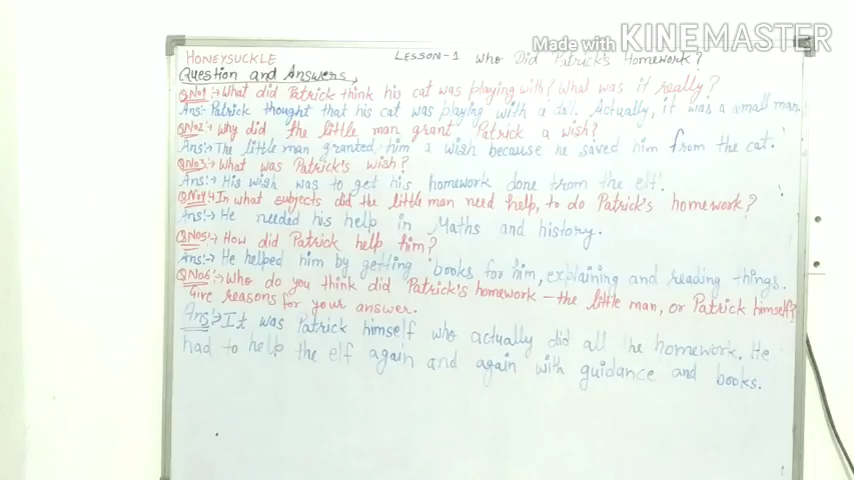 Made with KINEMASTER
HONEYSUCKLE LESSON-1 Who Did Patrick's Homework?
Question and Answers,
QNo1:→ What did Patrick think his cat was playing with? What was it really?
Ans:- Patrick thought that his cat was playing with a doll. Actually, it was a small man.
QNo2:→ Why did the little man grant Patrick a wish?
Ans:→ The little man granted him a wish because he saved him from the cat.
QNo3:→ What was Patrick's wish?
Ans:→ His wish was to get his homework done from the elf.
QNo4:→ In what subjects did the little man need help, to do Patrick's homework?
Ans:→ He needed his help in Maths and history.
QNo5:→ How did Patrick help him?
Ans:→ He helped him by getting books for him, explaining and reading things.
QNo6:→ Who do you think did Patrick's homework - the little man, or Patrick himself?
Give reasons for your answer.
Ans:→ It was Patrick himself who actually did all the homework. He
had to help the elf again and again with guidance and books.